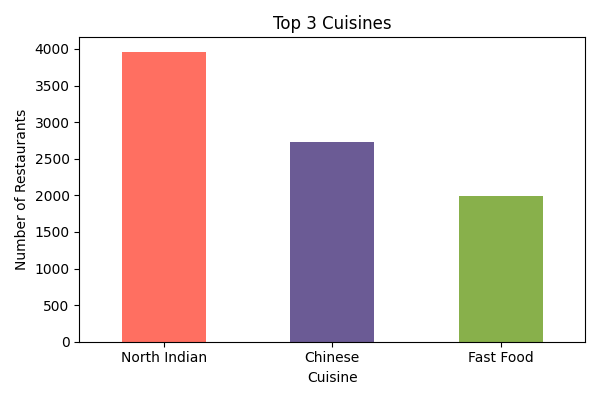 Top 3 Cuisines
Number of Restaurants
4000
3500
3000
2500
2000
1500
1000
500
0
North Indian Chinese Fast Food
Cuisine